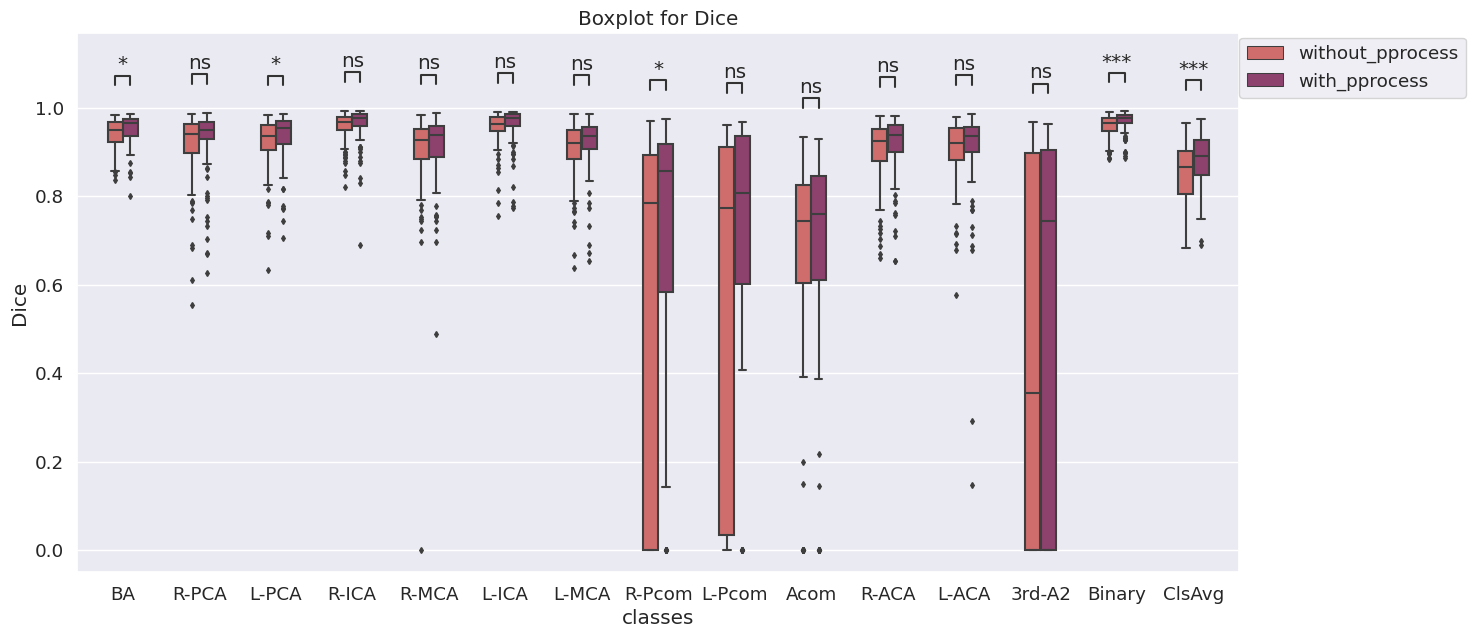 Boxplot for Dice
without_pprocess
with_pprocess
* ns * ns ns ns ns * ns ns ns ns ns *** ***
Dice
1.0
0.8
0.6
0.4
0.2
0.0
BA R-PCA L-PCA R-ICA R-MCA L-ICA L-MCA R-Pcom L-Pcom Acom R-ACA L-ACA 3rd-A2 Binary ClsAvg
classes